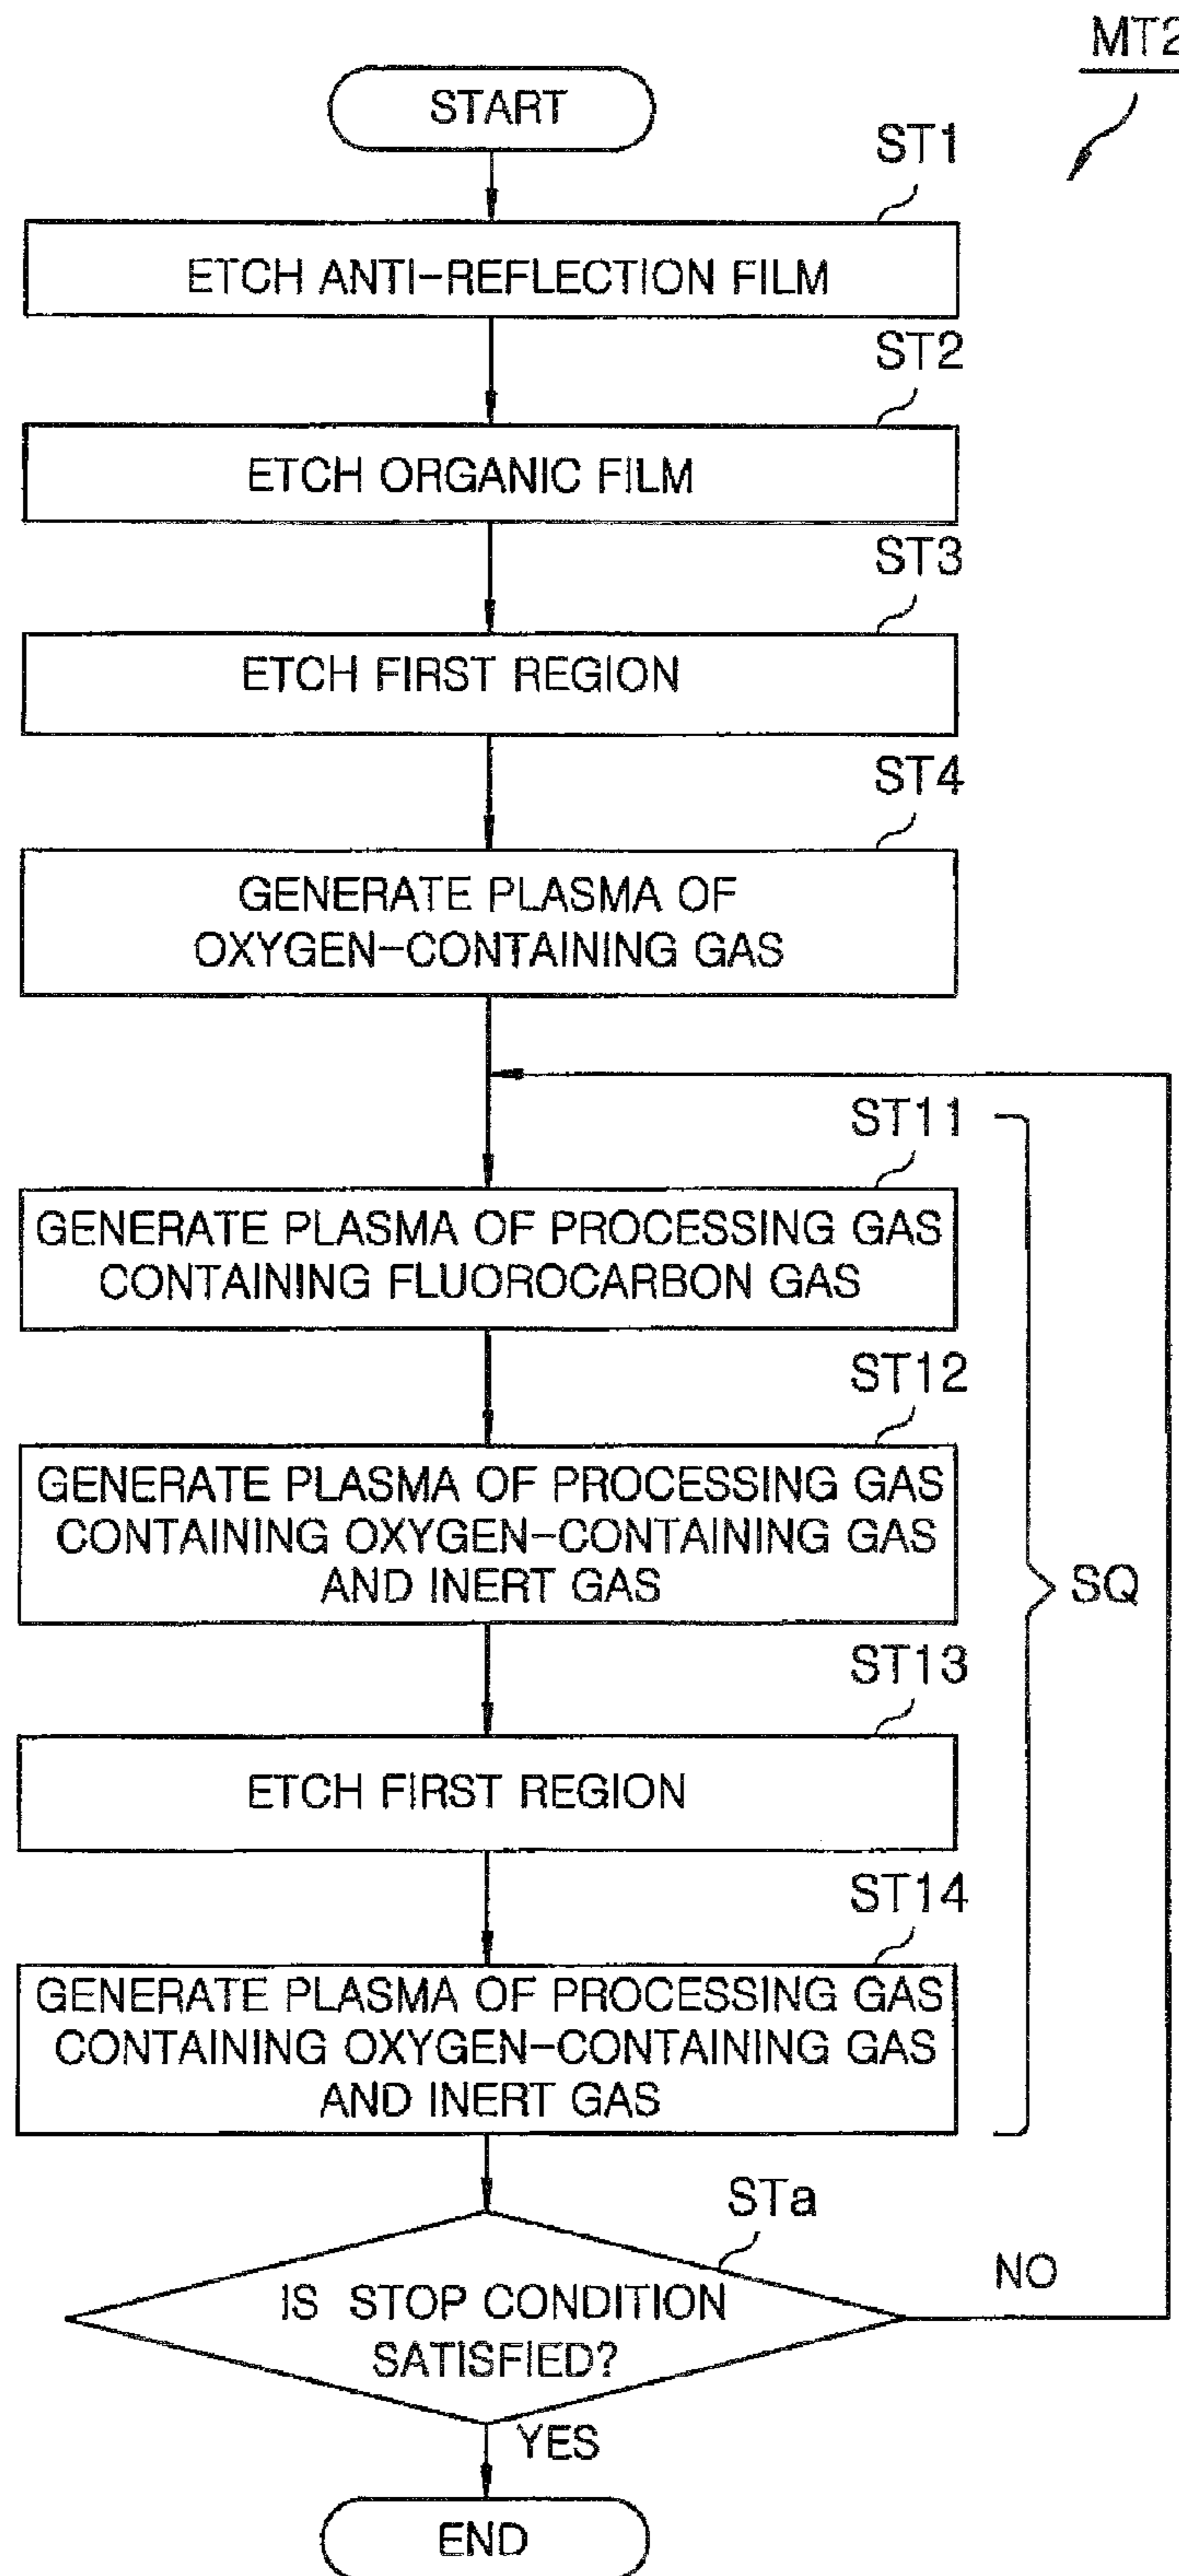 MT2
START
ST1
ETCH ANTI-REFLECTION FILM
ST2
ETCH ORGANIC FILM
ST3
ETCH FIRST REGION
ST4
GENERATE PLASMA OF
OXYGEN-CONTAINING GAS
ST11
GENERATE PLASMA OF PROCESSING GAS
CONTAINING FLUOROCARBON GAS
ST12
GENERATE PLASMA OF PROCESSING GAS
CONTAINING OXYGEN-CONTAINING GAS
AND INERT GAS
SQ
ST13
ETCH FIRST REGION
ST14
GENERATE PLASMA OF PROCESSING GAS
CONTAINING OXYGEN-CONTAINING GAS
AND INERT GAS
STa
IS STOP CONDITION
SATISFIED?
NO
YES
END